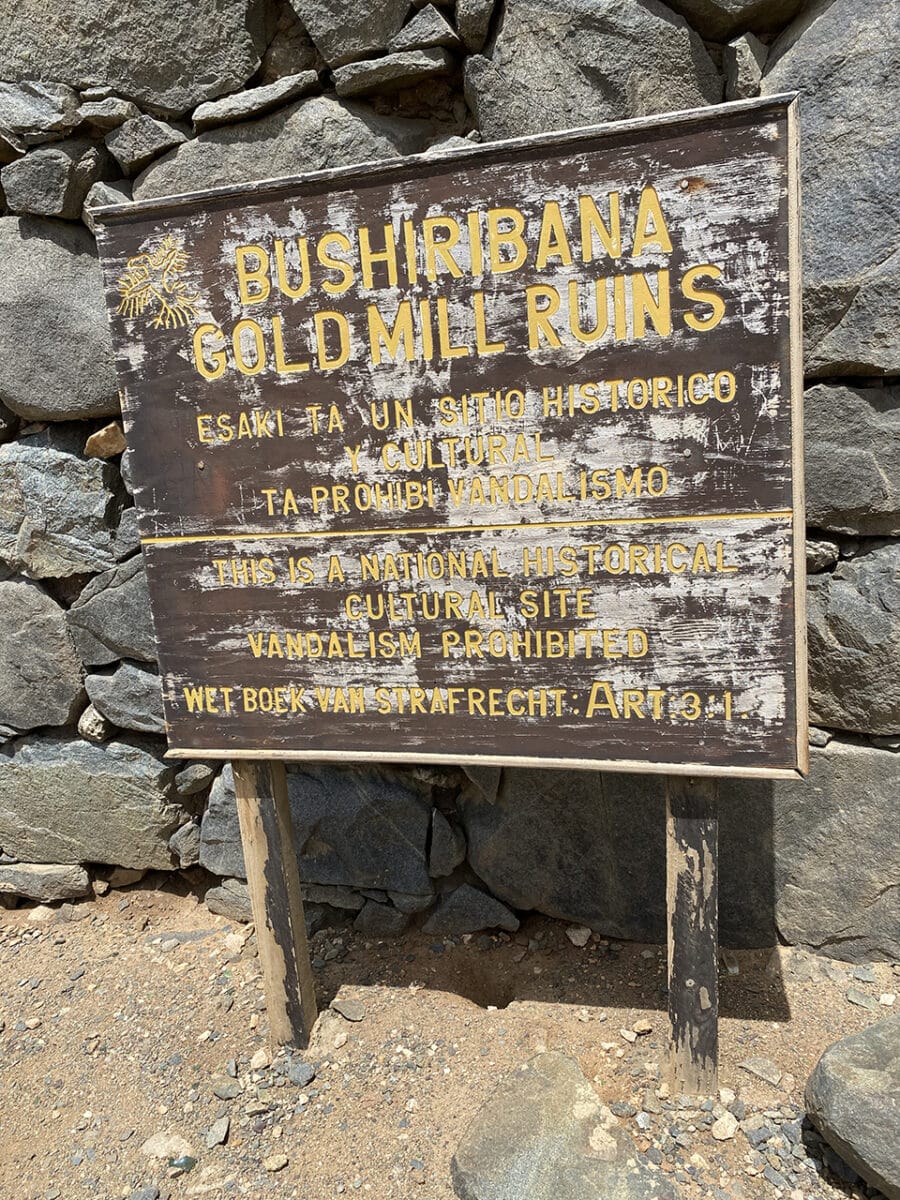 BUSHIRIBANA
GOLD MILL RUINS
ESAKI TA UN SITIO HISTORICO
Y CULTURAL
TA PROHIBI VANDALISMO
THIS IS A NATIONAL HISTORICAL
CULTURAL SITE
VANDALISM PROHIBITED
WET BOEK VAN STRAFRECHT: ART. 3:1.